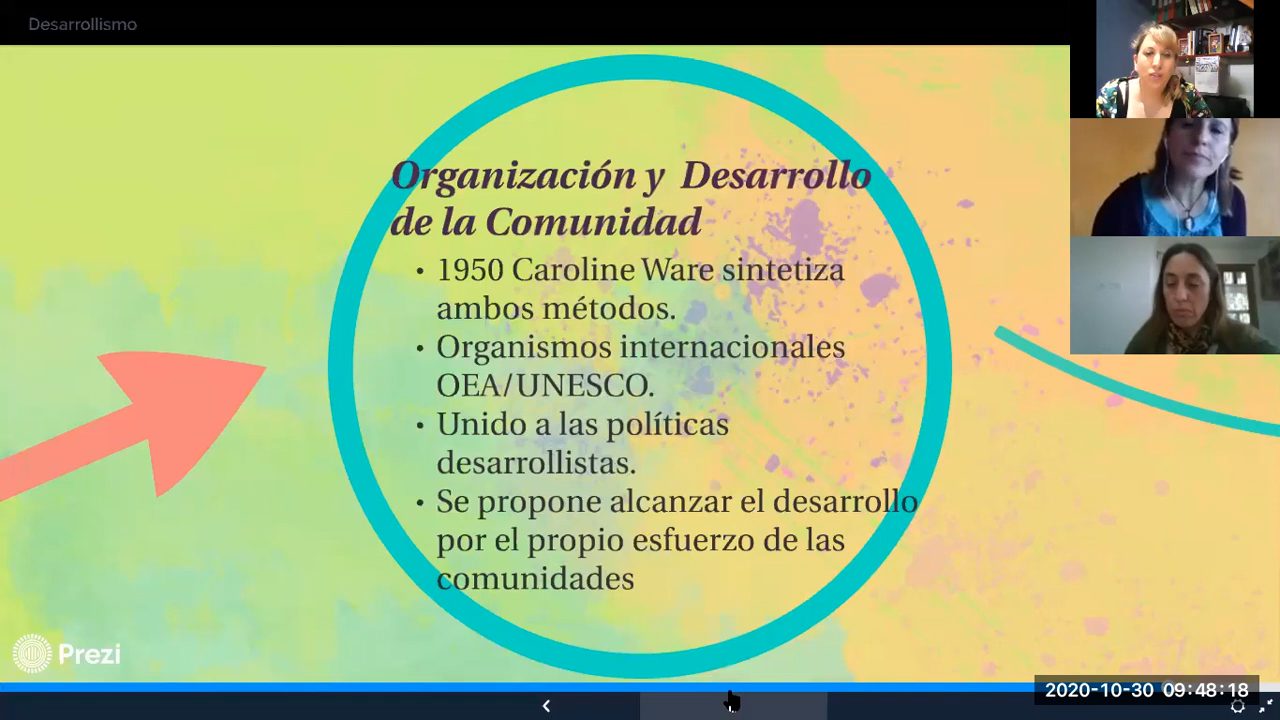 Desarrollismo
Organización y Desarrollo
de la Comunidad
• 1950 Caroline Ware sintetiza
ambos métodos.
• Organismos internacionales
OEA/UNESCO.
• Unido a las políticas
desarrollistas.
• Se propone alcanzar el desarrollo
por el propio esfuerzo de las
comunidades
Prezi
2020-10-30 09:48:18